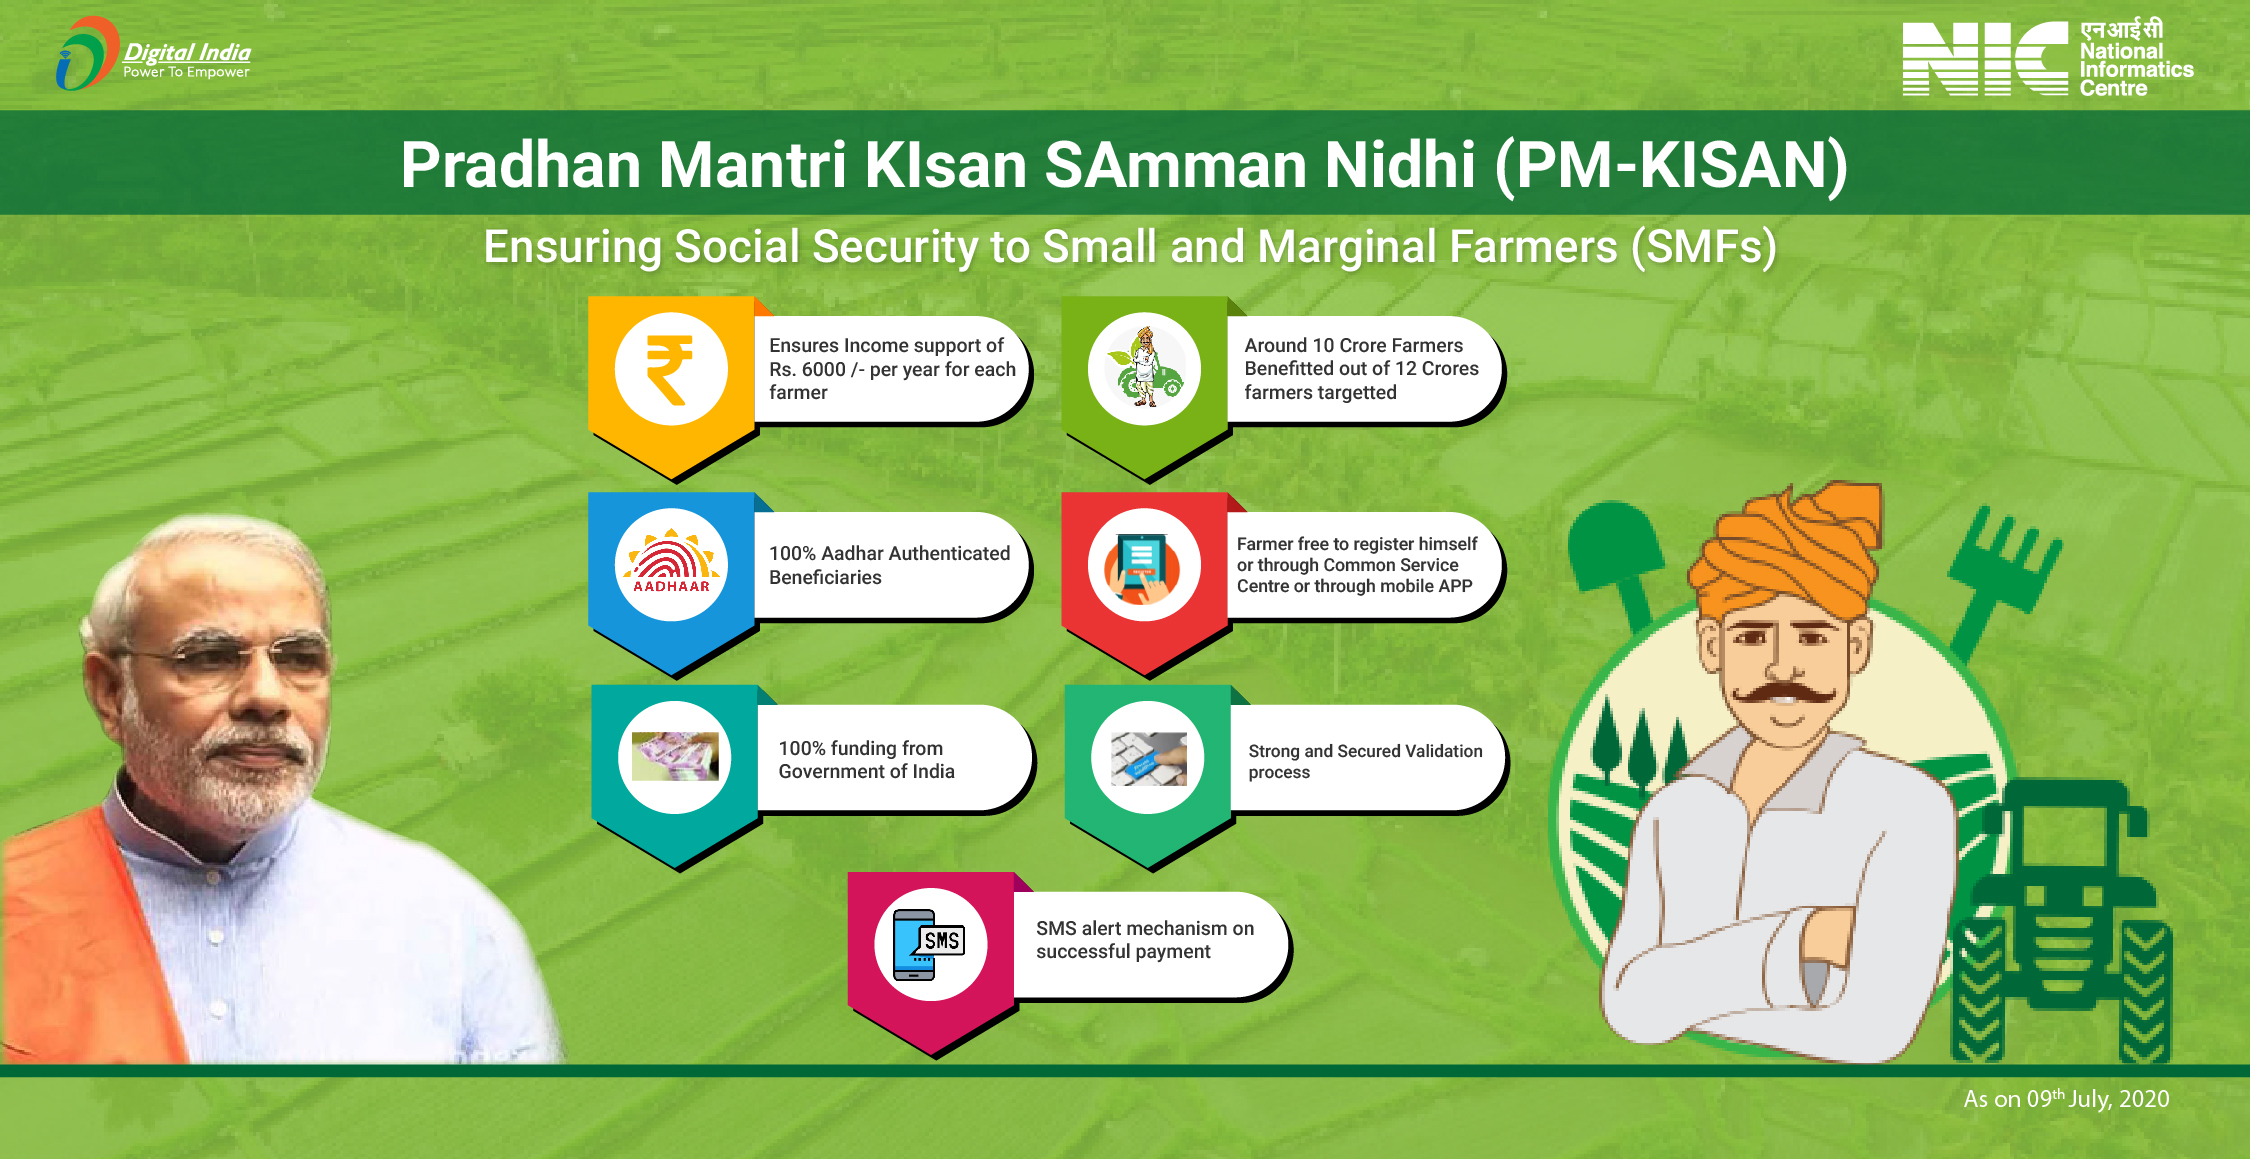 Digital India
Power To Empower
NIC
एनआईसी
National
Informatics
Centre
Pradhan Mantri KIsan SAmman Nidhi (PM-KISAN)
Ensuring Social Security to Small and Marginal Farmers (SMFs)
Ensures Income support of
Rs. 6000 /- per year for each
farmer
Around 10 Crore Farmers
Benefitted out of 12 Crores
farmers targetted
AADHAAR
100% Aadhar Authenticated
Beneficiaries
Farmer free to register himself
or through Common Service
Centre or through mobile APP
100% funding from
Government of India
Strong and Secured Validation
process
SMS
SMS alert mechanism on
successful payment
As on 09th July, 2020